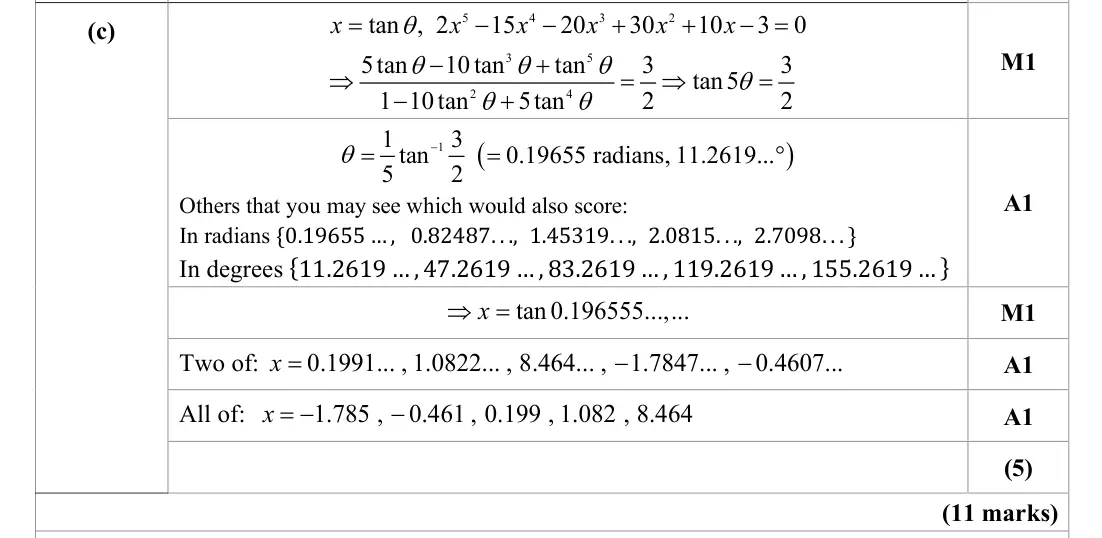 (c)
x = tan θ, 2x⁵ −15x⁴ − 20x³ + 30x² +10x − 3 = 0
⇒ (5 tan θ −10 tan³ θ + tan⁵ θ)/(1−10 tan² θ + 5 tan⁴ θ) = 3/2 ⇒ tan 5θ = 3/2
M1
θ = 1/5 tan⁻¹ 3/2 (= 0.19655 radians, 11.2619...°)
Others that you may see which would also score:
In radians {0.19655 … , 0.82487…, 1.45319…, 2.0815…, 2.7098…}
In degrees {11.2619 … , 47.2619 … , 83.2619 … , 119.2619 … , 155.2619 … }
A1
⇒ x = tan 0.196555...,...
M1
Two of: x = 0.1991... , 1.0822... , 8.464... , −1.7847... , − 0.4607...
A1
All of: x = −1.785 , − 0.461 , 0.199 , 1.082 , 8.464
A1
(5)
(11 marks)